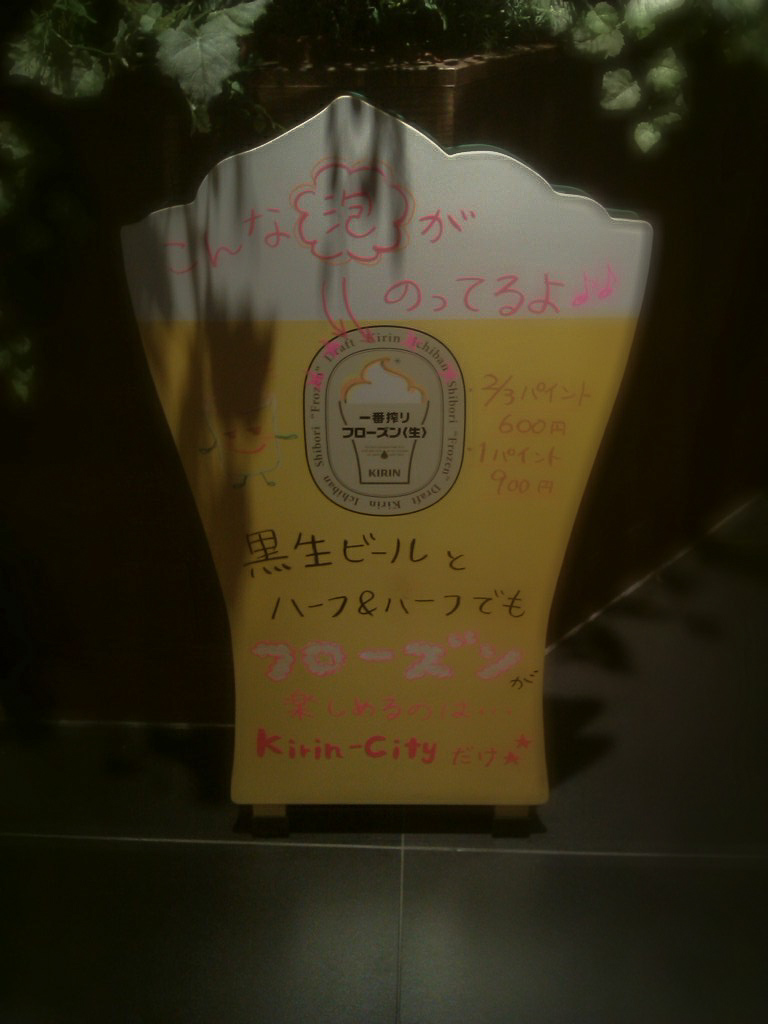 こんな泡が
のってるよ♪♪
Kirin Ichiban Shibori "Frozen" Draft Kirin Ichiban Shibori "Frozen" Draft
一番搾り
フローズン〈生〉
KIRIN
・2/3パイント
600円
・1パイント
900円
黒生ビールと
ハーフ&ハーフでも
フローズンが
楽しめるのは…
Kirin-Cityだけ★★